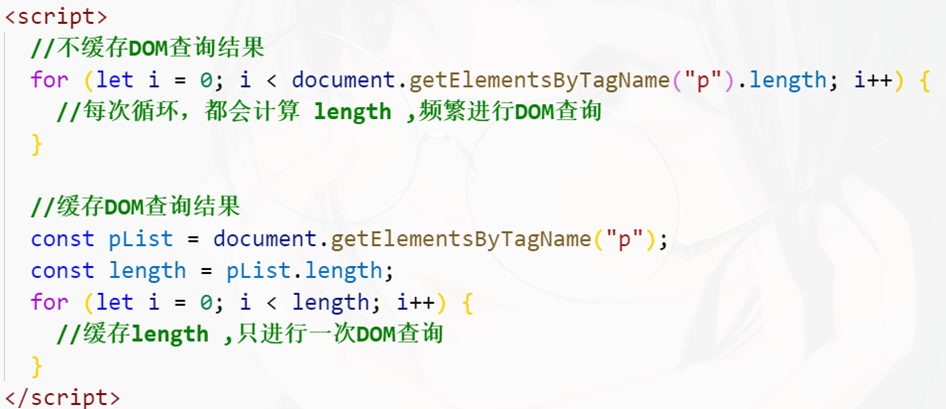 <script>
//不缓存DOM查询结果
for (let i = 0; i < document.getElementsByTagName("p").length; i++) {
//每次循环，都会计算 length ,频繁进行DOM查询
}
//缓存DOM查询结果
const pList = document.getElementsByTagName("p");
const length = pList.length;
for (let i = 0; i < length; i++) {
//缓存length ,只进行一次DOM查询
}
</script>